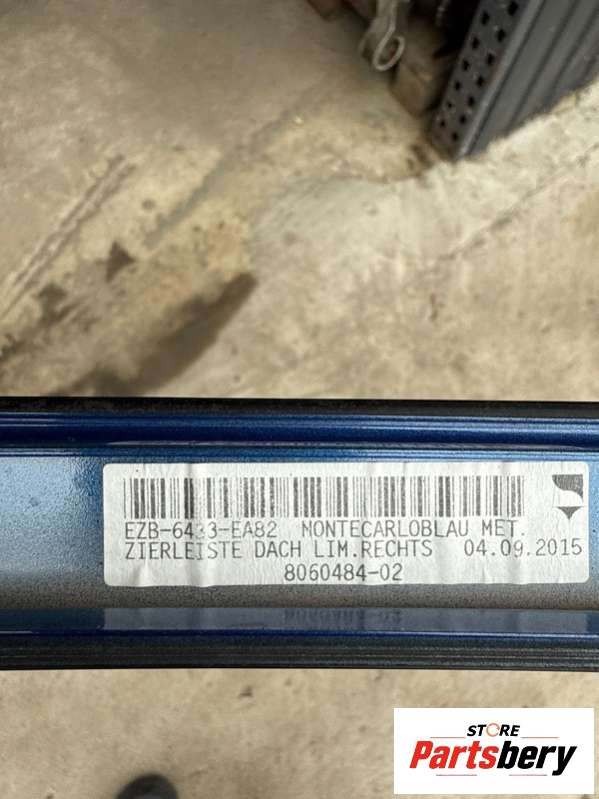 EZB-6433-EA82 MONTECARLOBLAU MET.
ZIERLEISTE DACH LIM.RECHTS 04.09.2015
8060484-02
STORE
Partsbery